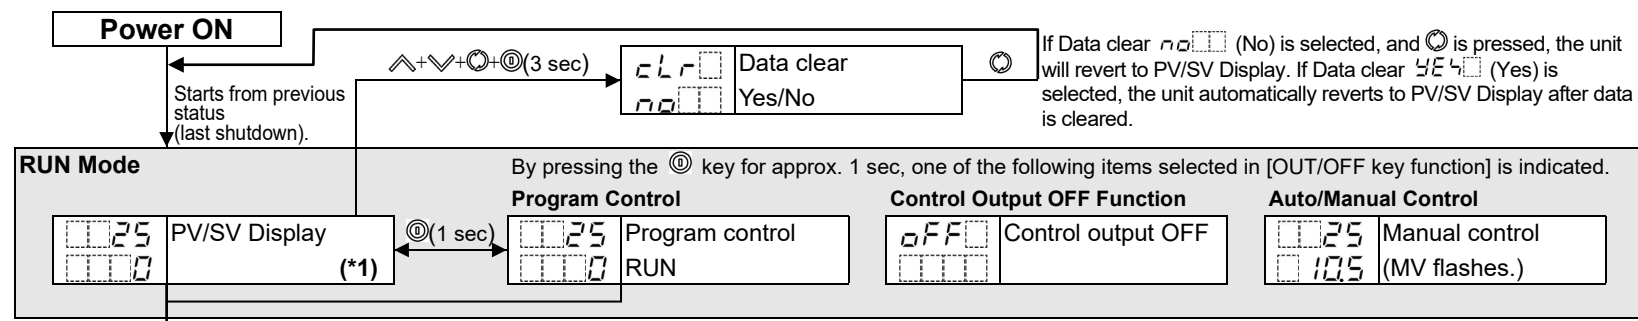 Power ON
Starts from previous
status
(last shutdown).
+ + + (3 sec)
cLr Data clear
no Yes/No
If Data clear no (No) is selected, and is pressed, the unit
will revert to PV/SV Display. If Data clear YES (Yes) is
selected, the unit automatically reverts to PV/SV Display after data
is cleared.
RUN Mode
By pressing the key for approx. 1 sec, one of the following items selected in [OUT/OFF key function] is indicated.
Program Control
Control Output OFF Function
Auto/Manual Control
25 PV/SV Display
0 (*1)
(1 sec)
25 Program control
0 RUN
oFF Control output OFF
25 Manual control
10.5 (MV flashes.)